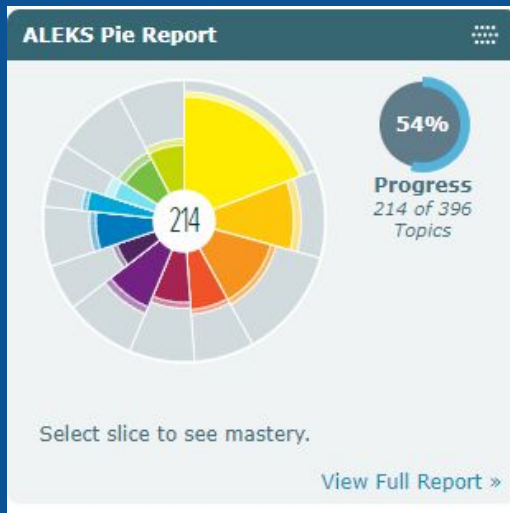 ALEKS Pie Report
214
54%
Progress
214 of 396
Topics
Select slice to see mastery.
View Full Report »